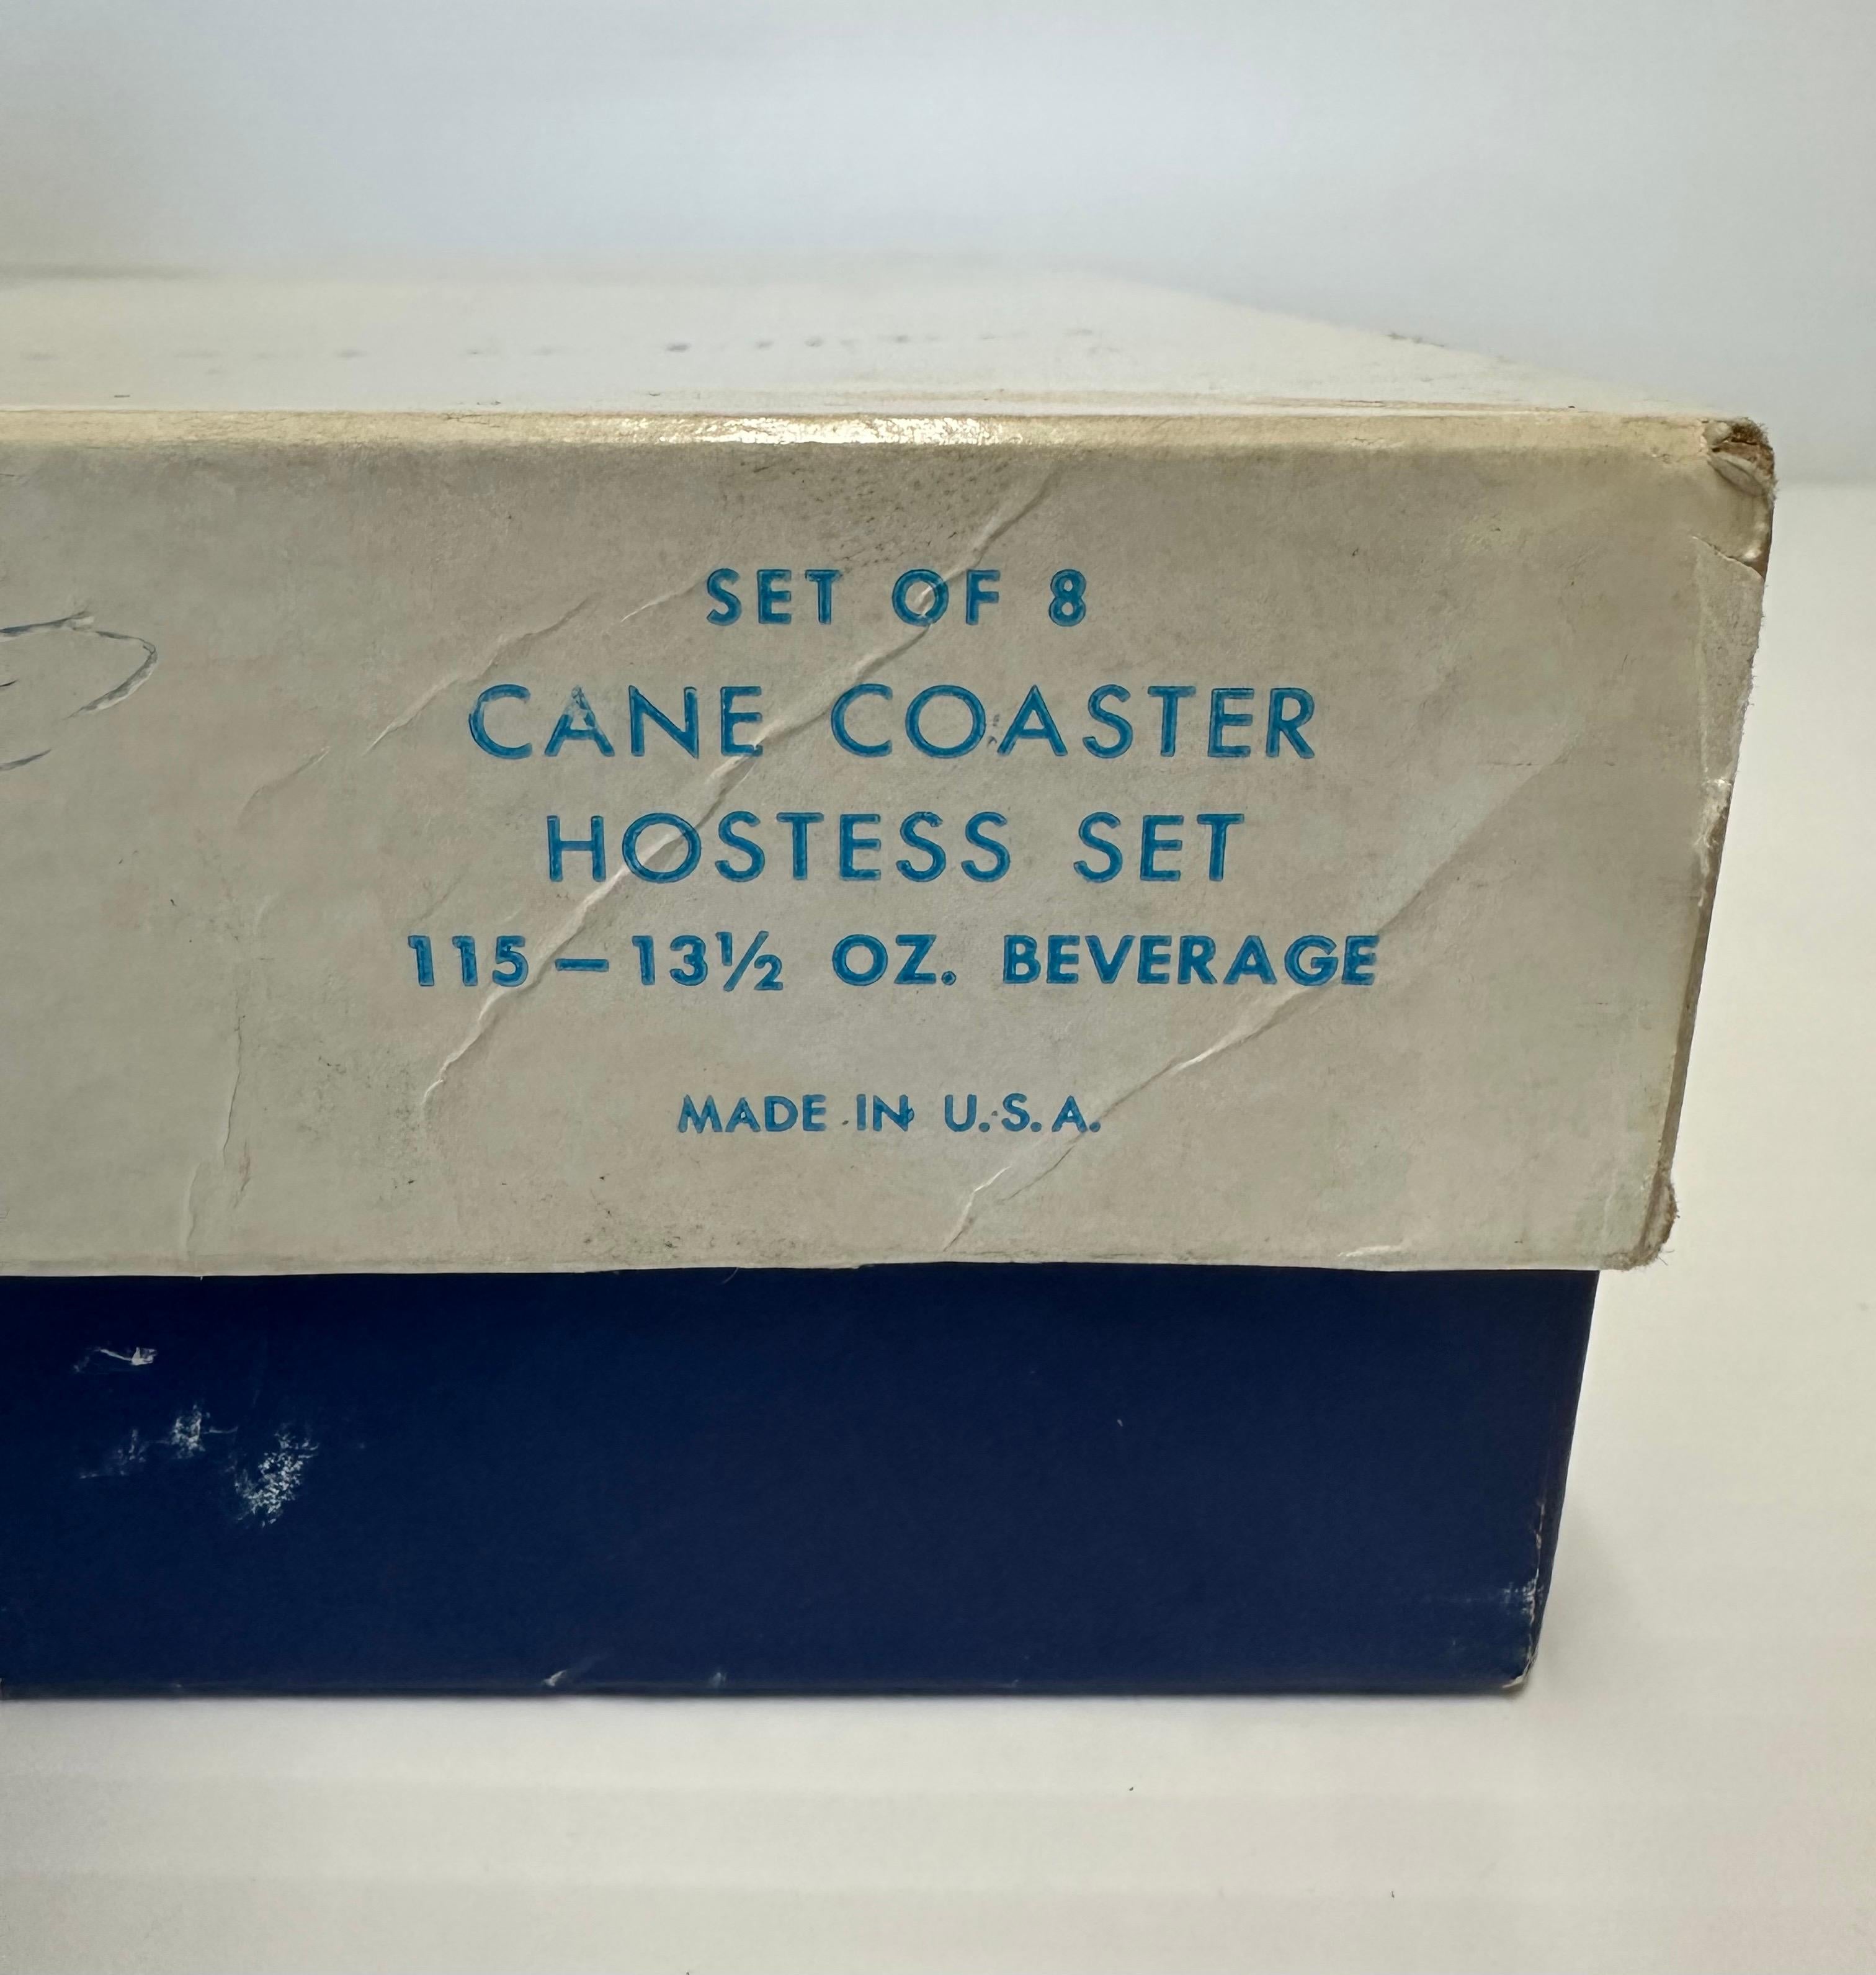 SET OF 8
CANE COASTER
HOSTESS SET
115 – 13½ OZ. BEVERAGE
MADE IN U.S.A.